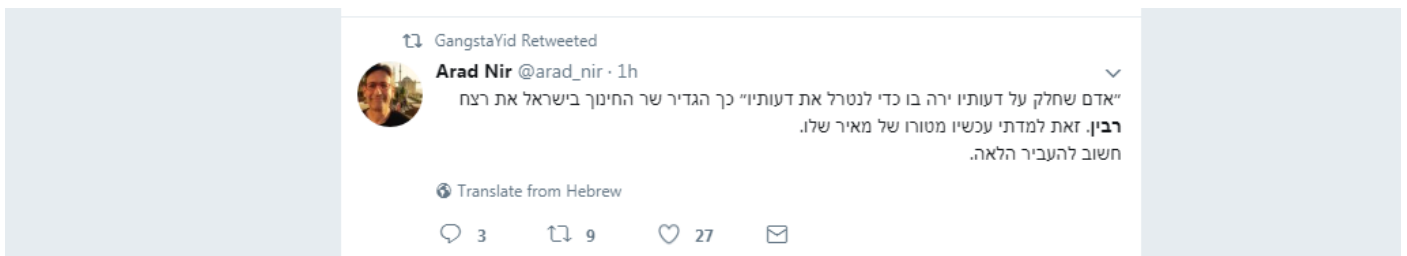 GangstaYid Retweeted
Arad Nir @arad_nir · 1h
״אדם שחלק על דעותיו ירה בו כדי לנטרל את דעותיו״ כך הגדיר שר החינוך בישראל את רצח
רבין. זאת למדתי עכשיו מטורו של מאיר שלו.
חשוב להעביר הלאה.
Translate from Hebrew
3 9 27